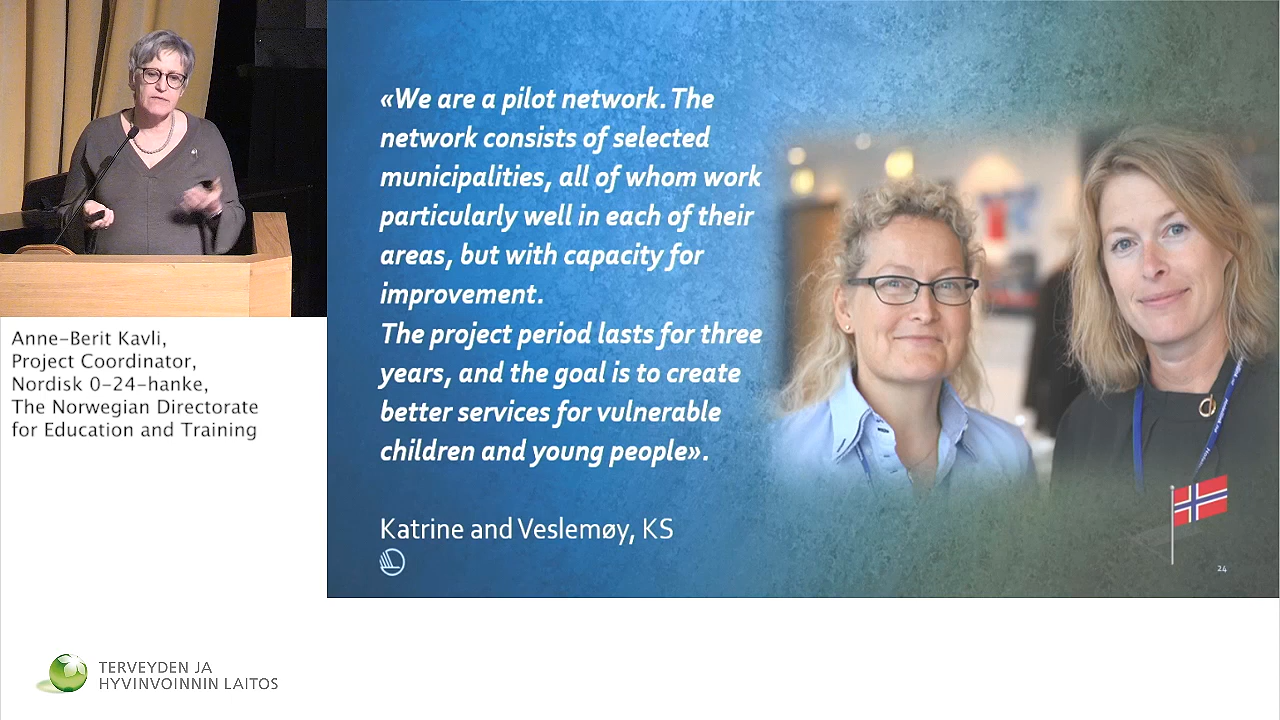 «We are a pilot network. The
network consists of selected
municipalities, all of whom work
particularly well in each of their
areas, but with capacity for
improvement.
The project period lasts for three
years, and the goal is to create
better services for vulnerable
children and young people».
Katrine and Veslemøy, KS
24
Anne-Berit Kavli,
Project Coordinator,
Nordisk 0-24-hanke,
The Norwegian Directorate
for Education and Training
TERVEYDEN JA
HYVINVOINNIN LAITOS